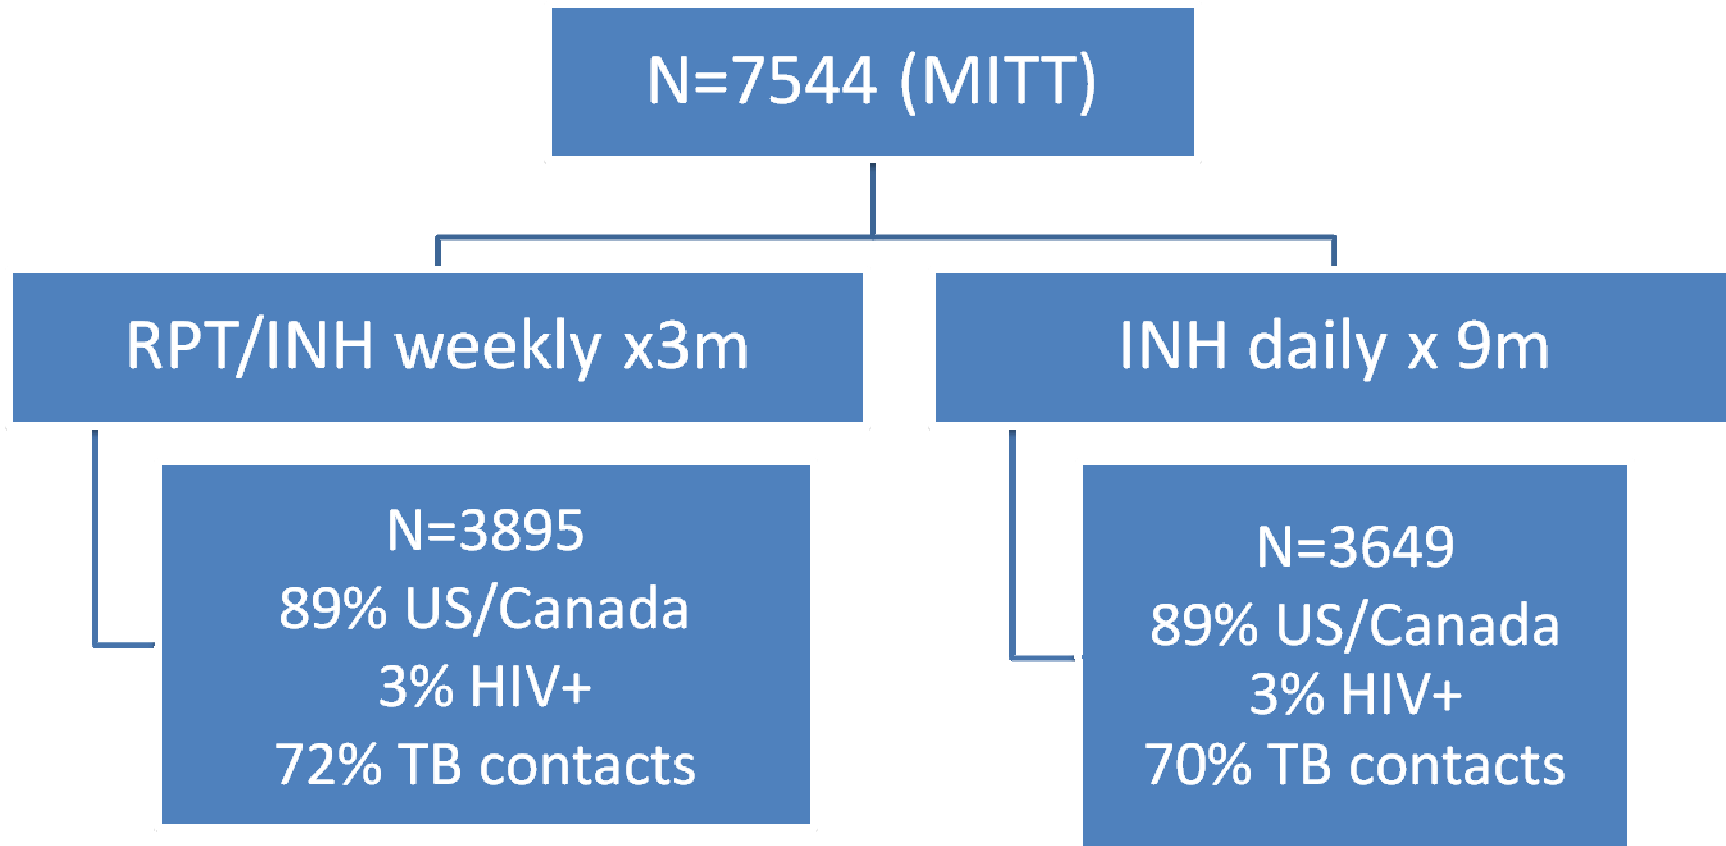 N=7544 (MITT)
RPT/INH weekly x3m
INH daily x 9m
N=3895
89% US/Canada
3% HIV+
72% TB contacts
N=3649
89% US/Canada
3% HIV+
70% TB contacts